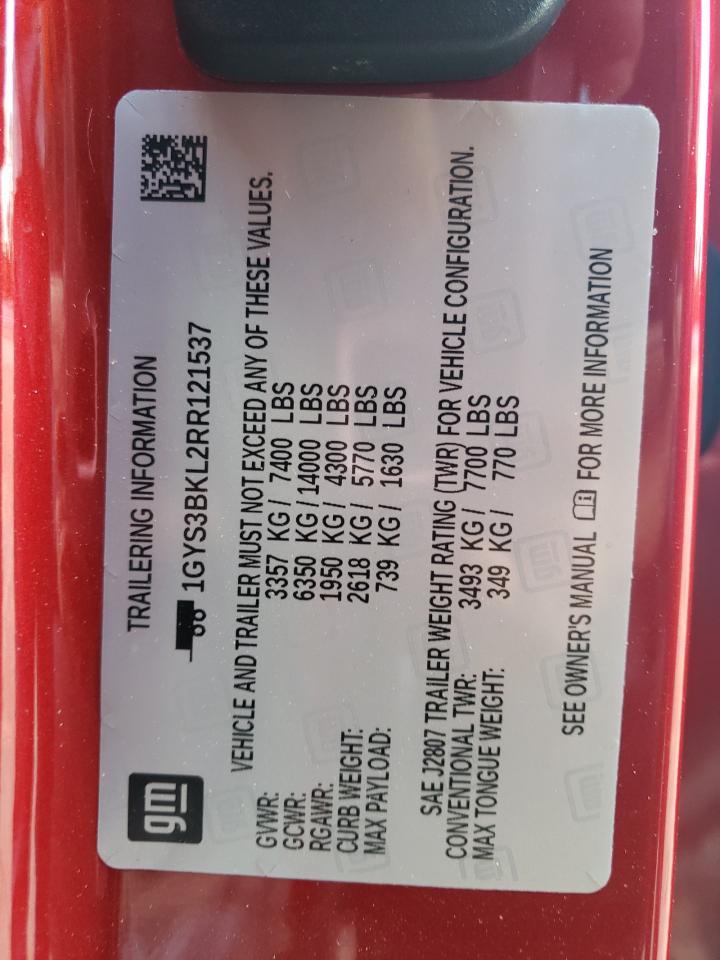 gm
TRAILERING INFORMATION
1GYS3BKL2RR121537
VEHICLE AND TRAILER MUST NOT EXCEED ANY OF THESE VALUES.
GVWR: 3357 KG / 7400 LBS
GCWR: 6350 KG / 14000 LBS
RGAWR: 1950 KG / 4300 LBS
CURB WEIGHT: 2618 KG / 5770 LBS
MAX PAYLOAD: 739 KG / 1630 LBS
SAE J2807 TRAILER WEIGHT RATING (TWR) FOR VEHICLE CONFIGURATION.
CONVENTIONAL TWR: 3493 KG / 7700 LBS
MAX TONGUE WEIGHT: 349 KG / 770 LBS
SEE OWNER'S MANUAL FOR MORE INFORMATION